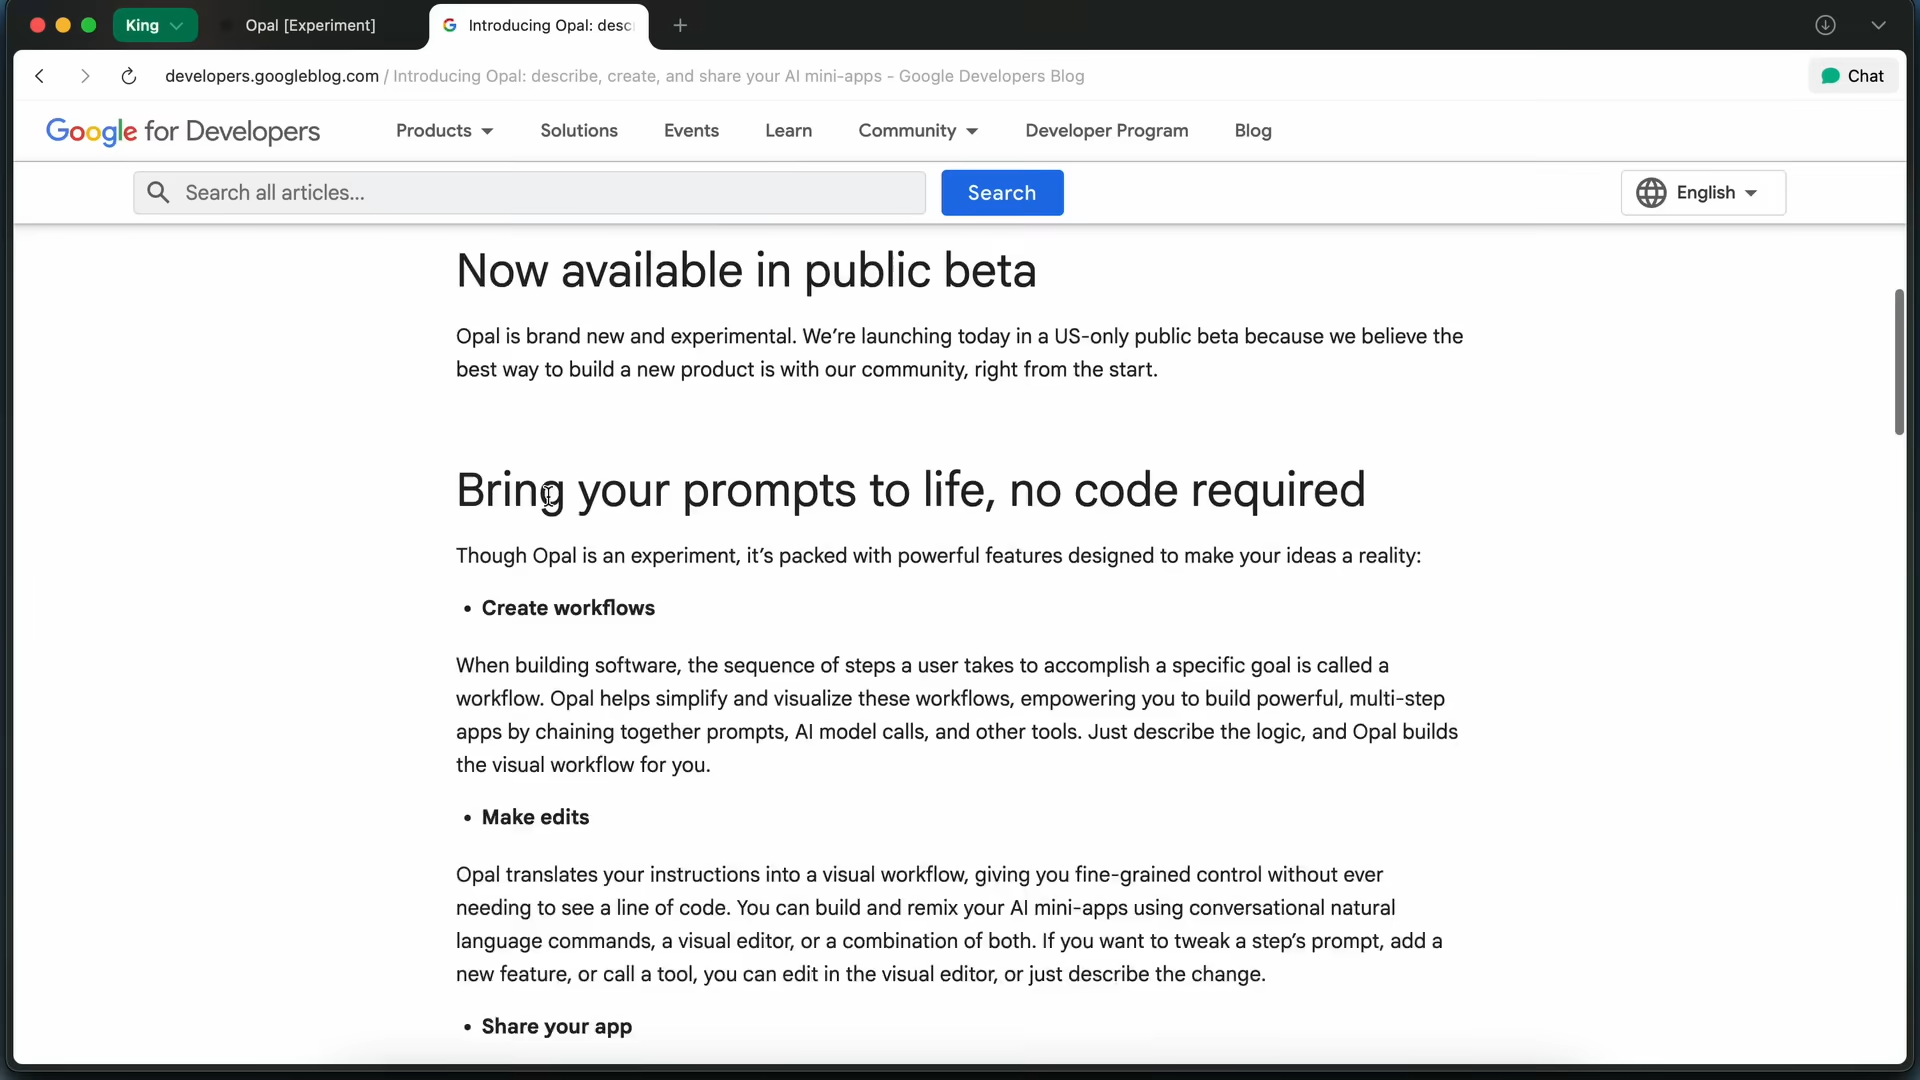 King
Opal [Experiment]
Introducing Opal: desc
developers.googleblog.com / Introducing Opal: describe, create, and share your AI mini-apps - Google Developers Blog
Chat
Google for Developers
Products
Solutions
Events
Learn
Community
Developer Program
Blog
Search all articles...
Search
English
Now available in public beta
Opal is brand new and experimental. We’re launching today in a US-only public beta because we believe the
best way to build a new product is with our community, right from the start.
Bring your prompts to life, no code required
Though Opal is an experiment, it’s packed with powerful features designed to make your ideas a reality:
• Create workflows
When building software, the sequence of steps a user takes to accomplish a specific goal is called a
workflow. Opal helps simplify and visualize these workflows, empowering you to build powerful, multi-step
apps by chaining together prompts, AI model calls, and other tools. Just describe the logic, and Opal builds
the visual workflow for you.
• Make edits
Opal translates your instructions into a visual workflow, giving you fine-grained control without ever
needing to see a line of code. You can build and remix your AI mini-apps using conversational natural
language commands, a visual editor, or a combination of both. If you want to tweak a step’s prompt, add a
new feature, or call a tool, you can edit in the visual editor, or just describe the change.
• Share your app